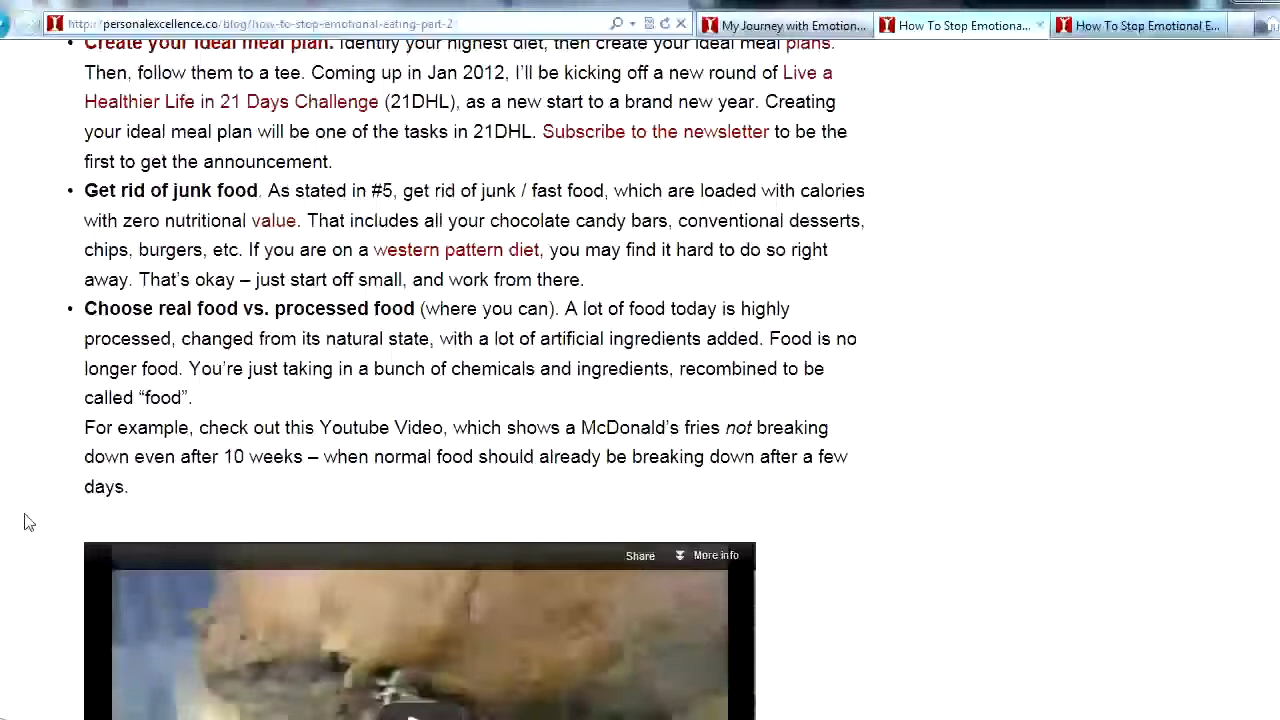 http://personalexcellence.co/blog/how-to-stop-emotional-eating-part-2
My Journey with Emotion...
How To Stop Emotiona...
How To Stop Emotional E...
• Create your ideal meal plan. Identify your highest diet, then create your ideal meal plans.
Then, follow them to a tee. Coming up in Jan 2012, I'll be kicking off a new round of Live a
Healthier Life in 21 Days Challenge (21DHL), as a new start to a brand new year. Creating
your ideal meal plan will be one of the tasks in 21DHL. Subscribe to the newsletter to be the
first to get the announcement.
• Get rid of junk food. As stated in #5, get rid of junk / fast food, which are loaded with calories
with zero nutritional value. That includes all your chocolate candy bars, conventional desserts,
chips, burgers, etc. If you are on a western pattern diet, you may find it hard to do so right
away. That's okay – just start off small, and work from there.
• Choose real food vs. processed food (where you can). A lot of food today is highly
processed, changed from its natural state, with a lot of artificial ingredients added. Food is no
longer food. You're just taking in a bunch of chemicals and ingredients, recombined to be
called “food”.
For example, check out this Youtube Video, which shows a McDonald's fries not breaking
down even after 10 weeks – when normal food should already be breaking down after a few
days.
Share
More info